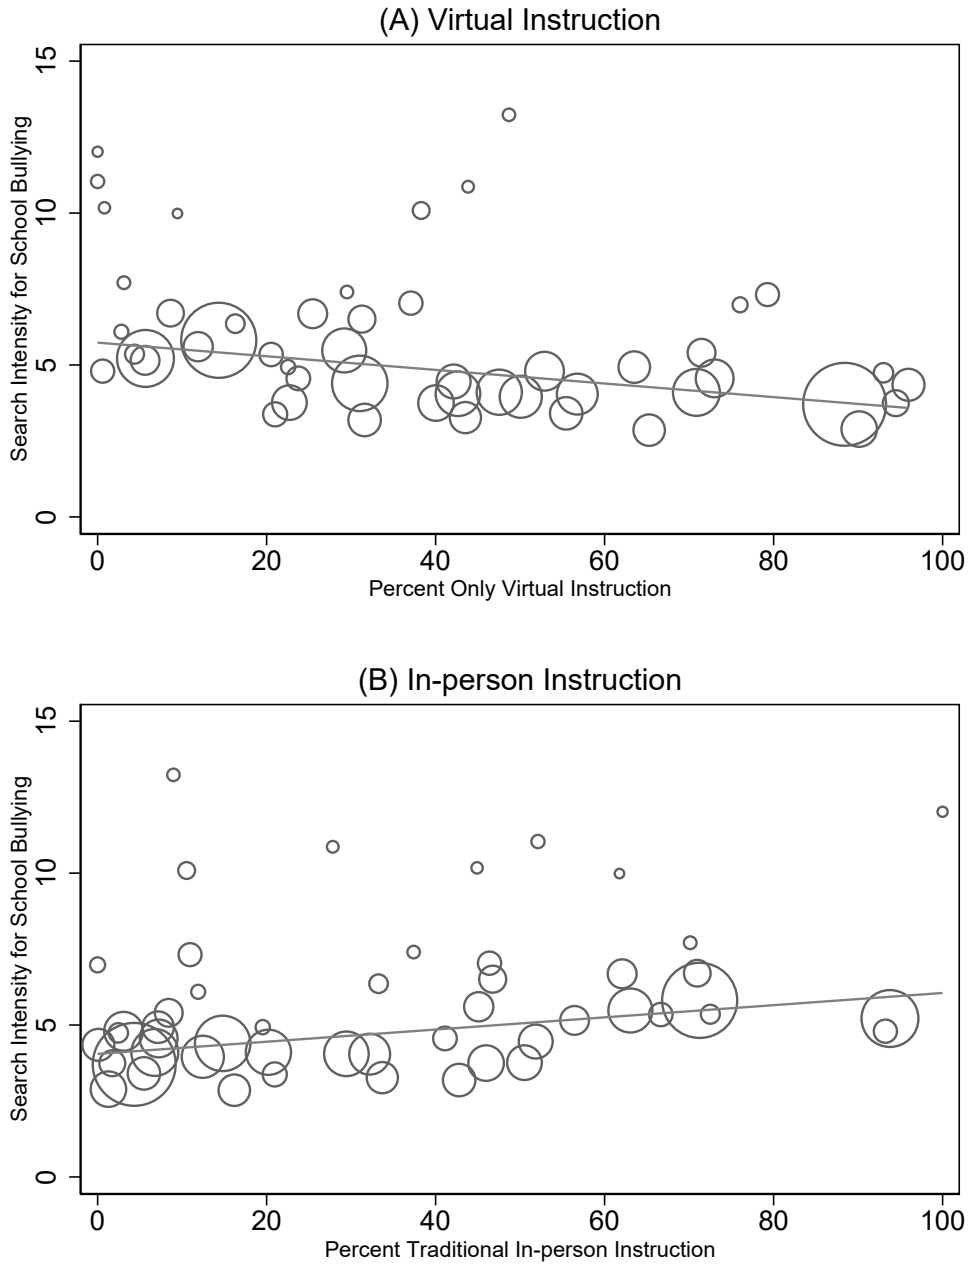 (A) Virtual Instruction
Search Intensity for School Bullying
15
10
5
0
0 20 40 60 80 100
Percent Only Virtual Instruction
(B) In-person Instruction
Search Intensity for School Bullying
15
10
5
0
0 20 40 60 80 100
Percent Traditional In-person Instruction